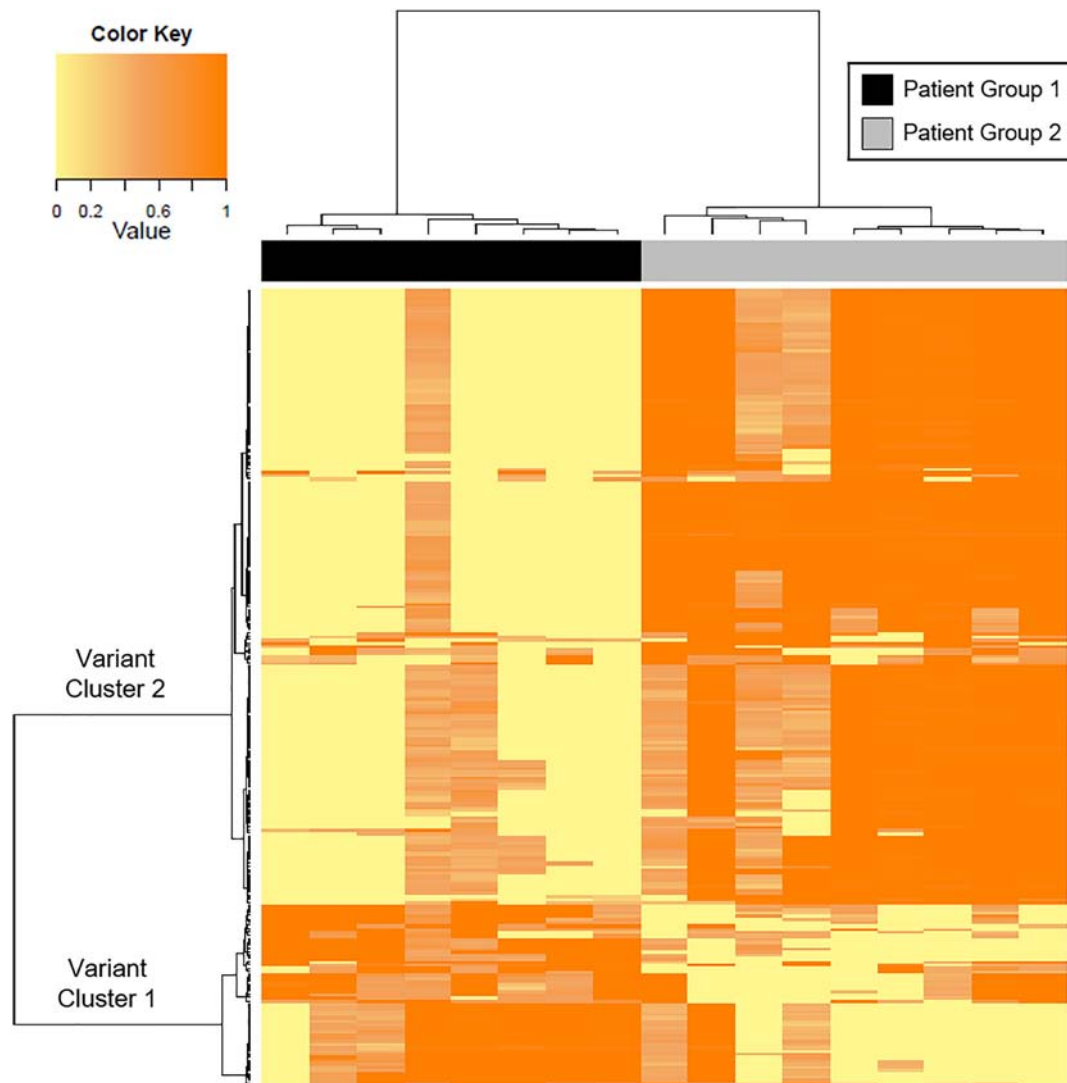 Color Key
0 0.2 0.6 1
Value
Patient Group 1
Patient Group 2
Variant
Cluster 2
Variant
Cluster 1